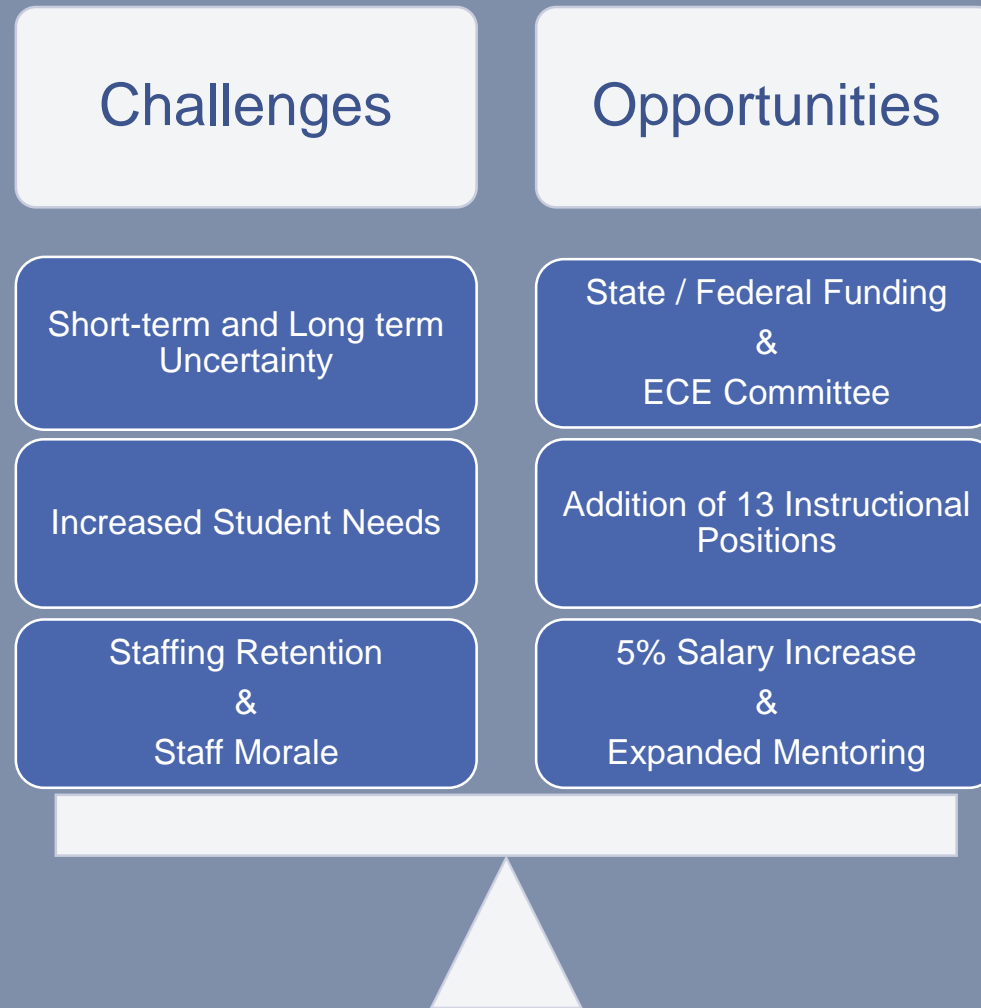 Challenges
Short-term and Long term
Uncertainty
Increased Student Needs
Staffing Retention
&
Staff Morale
Opportunities
State / Federal Funding
&
ECE Committee
Addition of 13 Instructional
Positions
5% Salary Increase
&
Expanded Mentoring